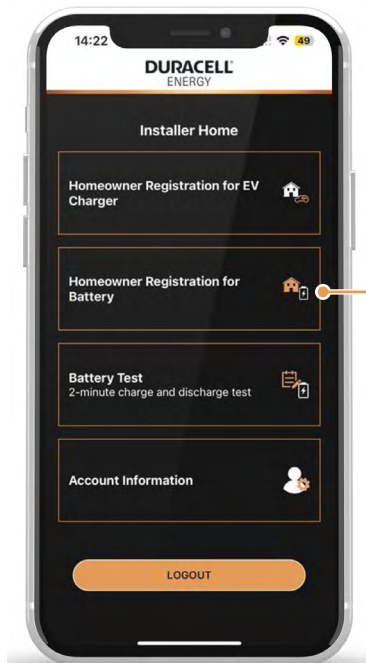 14:22
49
DURACELL
ENERGY
Installer Home
Homeowner Registration for EV
Charger
Homeowner Registration for
Battery
Battery Test
2-minute charge and discharge test
Account Information
LOGOUT